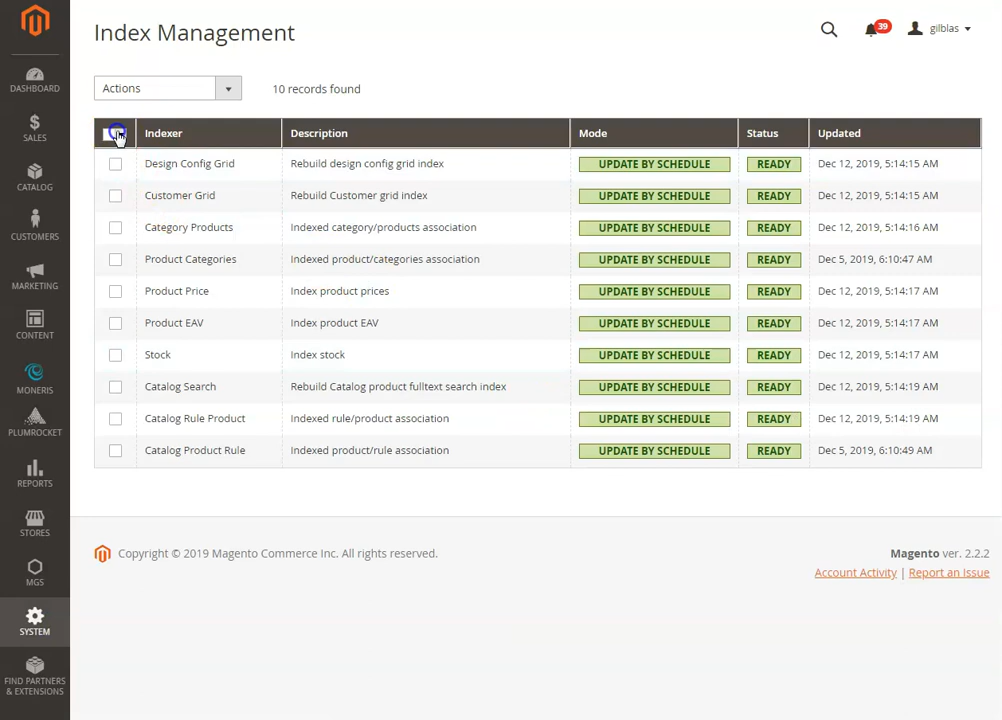 Index Management
39
gilblas
Actions
10 records found
Indexer Description Mode Status Updated
Design Config Grid Rebuild design config grid index UPDATE BY SCHEDULE READY Dec 12, 2019, 5:14:15 AM
Customer Grid Rebuild Customer grid index UPDATE BY SCHEDULE READY Dec 12, 2019, 5:14:15 AM
Category Products Indexed category/products association UPDATE BY SCHEDULE READY Dec 12, 2019, 5:14:16 AM
Product Categories Indexed product/categories association UPDATE BY SCHEDULE READY Dec 5, 2019, 6:10:47 AM
Product Price Index product prices UPDATE BY SCHEDULE READY Dec 12, 2019, 5:14:17 AM
Product EAV Index product EAV UPDATE BY SCHEDULE READY Dec 12, 2019, 5:14:17 AM
Stock Index stock UPDATE BY SCHEDULE READY Dec 12, 2019, 5:14:17 AM
Catalog Search Rebuild Catalog product fulltext search index UPDATE BY SCHEDULE READY Dec 12, 2019, 5:14:19 AM
Catalog Rule Product Indexed rule/product association UPDATE BY SCHEDULE READY Dec 12, 2019, 5:14:19 AM
Catalog Product Rule Indexed product/rule association UPDATE BY SCHEDULE READY Dec 5, 2019, 6:10:49 AM
Copyright © 2019 Magento Commerce Inc. All rights reserved.
Magento ver. 2.2.2
Account Activity | Report an Issue
DASHBOARD
SALES
CATALOG
CUSTOMERS
MARKETING
CONTENT
MONERIS
PLUMROCKET
REPORTS
STORES
MGS
SYSTEM
FIND PARTNERS
& EXTENSIONS